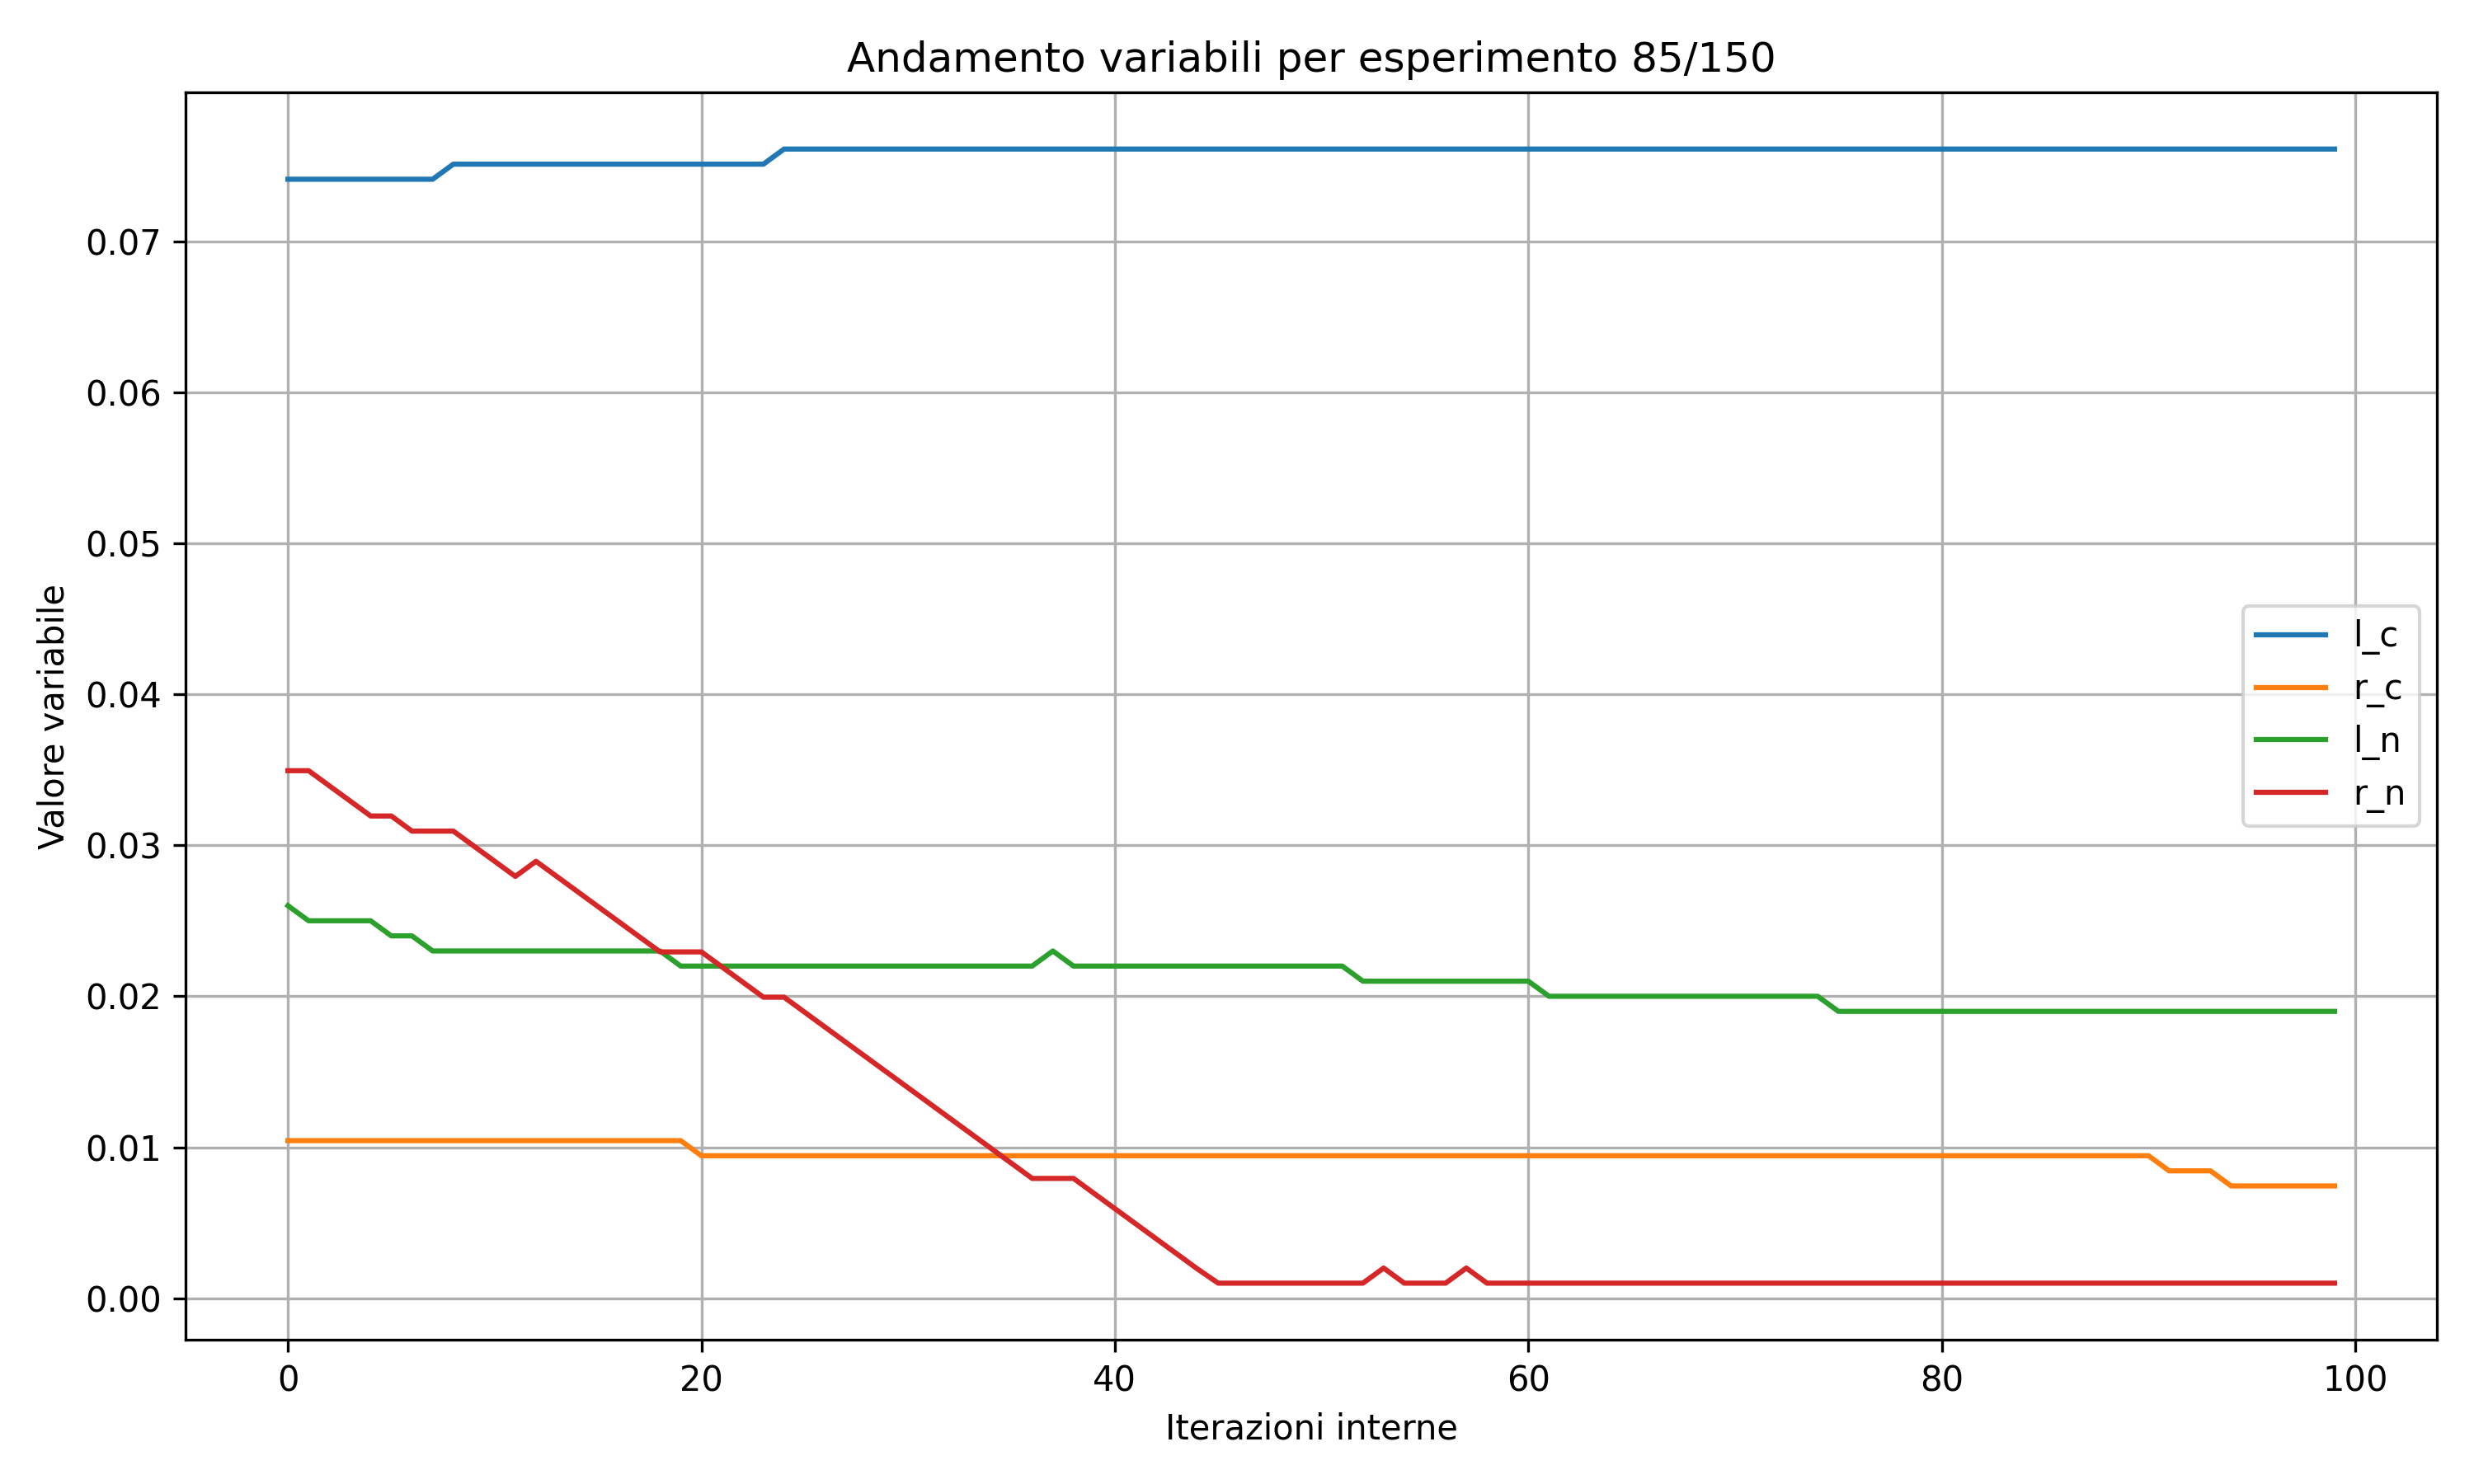 Andamento variabili per esperimento 85/150
Valore variabile
0.07
0.06
0.05
0.04
0.03
0.02
0.01
0.00
l_c
r_c
l_n
r_n
0 20 40 60 80 100
Iterazioni interne